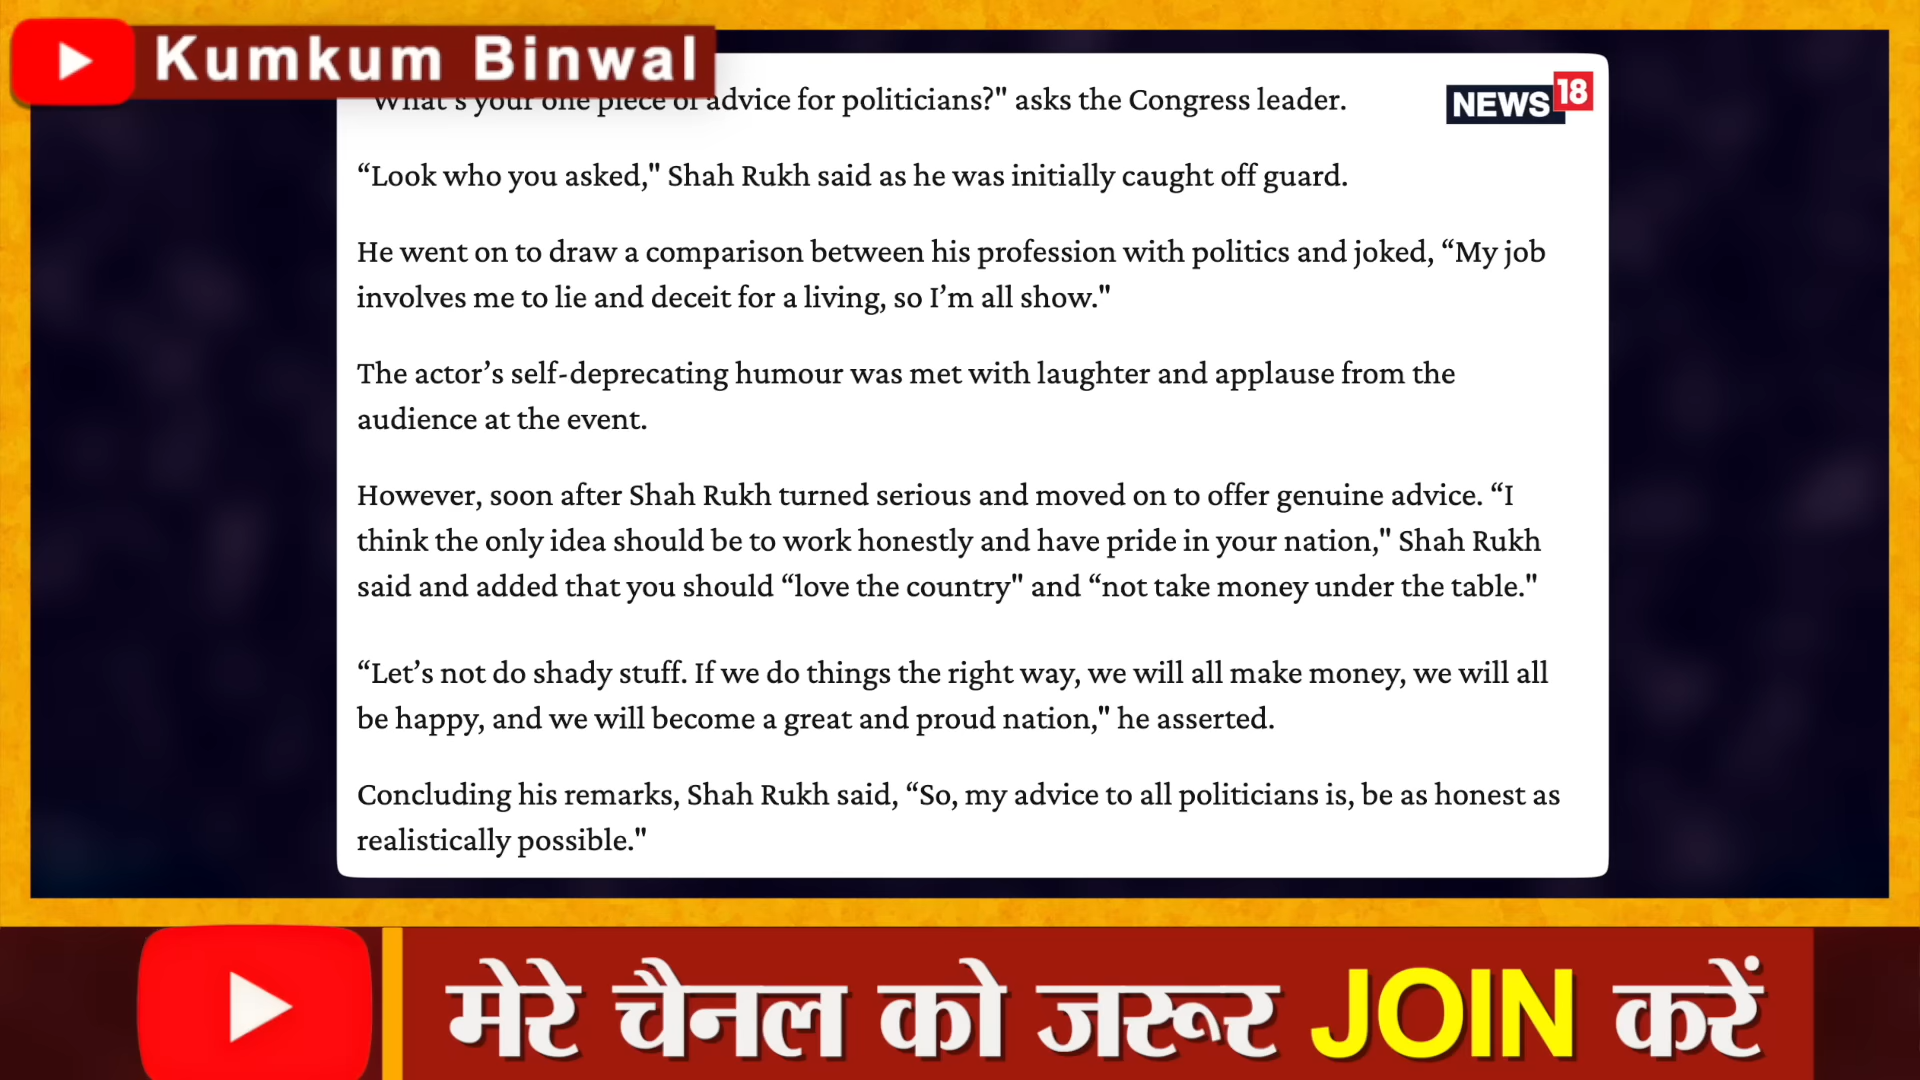 Kumkum Binwal
"What's your one piece of advice for politicians?" asks the Congress leader.
NEWS 18
“Look who you asked," Shah Rukh said as he was initially caught off guard.
He went on to draw a comparison between his profession with politics and joked, “My job
involves me to lie and deceit for a living, so I’m all show."
The actor’s self-deprecating humour was met with laughter and applause from the
audience at the event.
However, soon after Shah Rukh turned serious and moved on to offer genuine advice. “I
think the only idea should be to work honestly and have pride in your nation," Shah Rukh
said and added that you should “love the country" and “not take money under the table."
“Let’s not do shady stuff. If we do things the right way, we will all make money, we will all
be happy, and we will become a great and proud nation," he asserted.
Concluding his remarks, Shah Rukh said, “So, my advice to all politicians is, be as honest as
realistically possible."
मेरे चैनल को जरूर JOIN करें